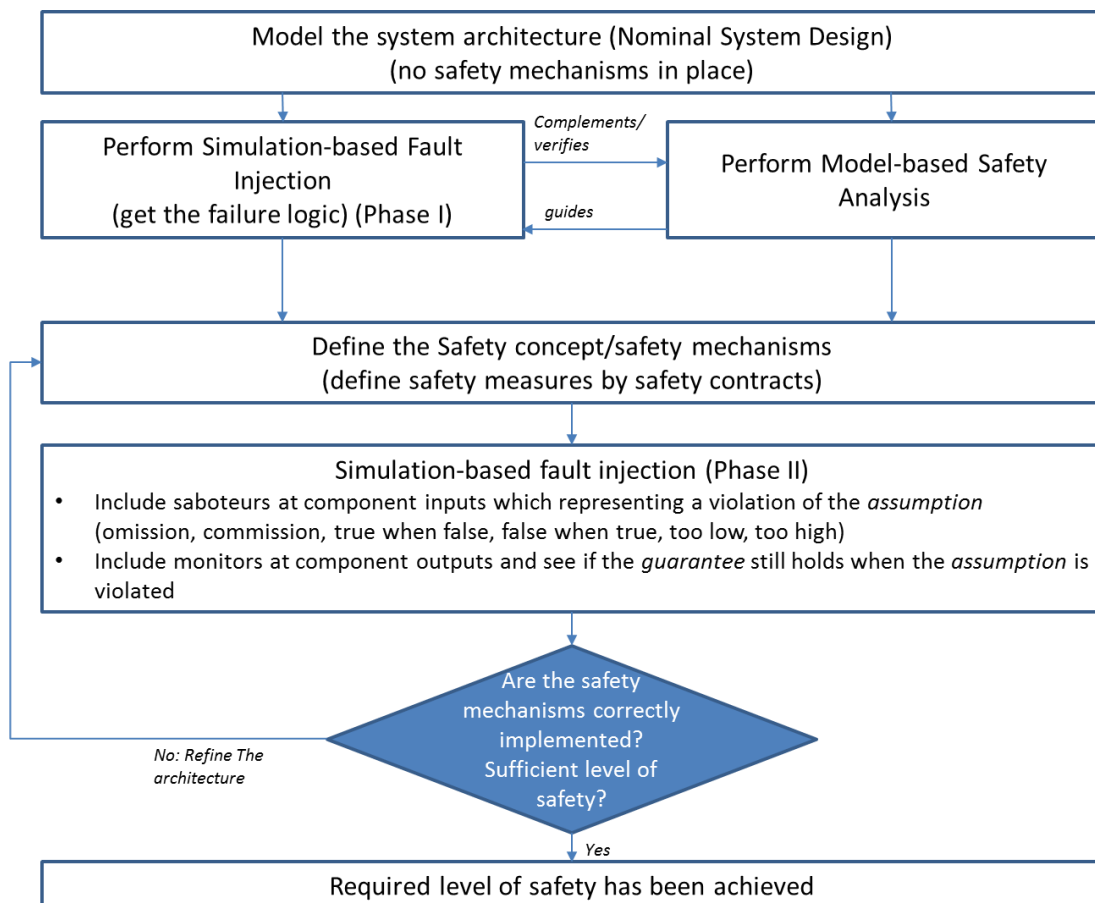 Model the system architecture (Nominal System Design)
(no safety mechanisms in place)
Perform Simulation-based Fault
Injection
(get the failure logic) (Phase I)
Complements/
verifies
guides
Perform Model-based Safety
Analysis
Define the Safety concept/safety mechanisms
(define safety measures by safety contracts)
Simulation-based fault injection (Phase II)
• Include saboteurs at component inputs which representing a violation of the assumption
(omission, commission, true when false, false when true, too low, too high)
• Include monitors at component outputs and see if the guarantee still holds when the assumption is
violated
Are the safety
mechanisms correctly
implemented?
Sufficient level of
safety?
No: Refine The
architecture
Yes
Required level of safety has been achieved